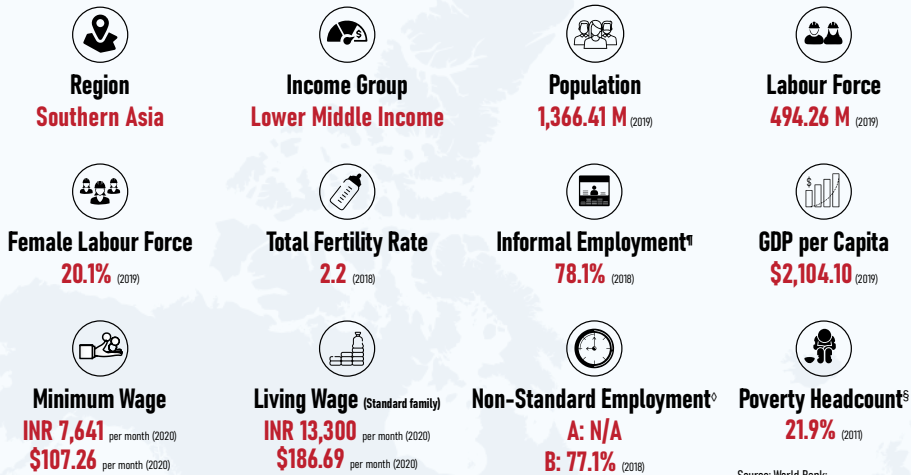 Region
Southern Asia
Income Group
Lower Middle Income
Population
1,366.41 M (2019)
Labour Force
494.26 M (2019)
Female Labour Force
20.1% (2019)
Total Fertility Rate
2.2 (2018)
Informal Employment¶
78.1% (2018)
GDP per Capita
$2,104.10 (2019)
Minimum Wage
INR 7,641 per month (2020)
$107.26 per month (2020)
Living Wage (Standard family)
INR 13,300 per month (2020)
$186.69 per month (2020)
Non-Standard Employment◊
A: N/A
B: 77.1% (2018)
Poverty Headcount§
21.9% (2011)
Source: World Bank;